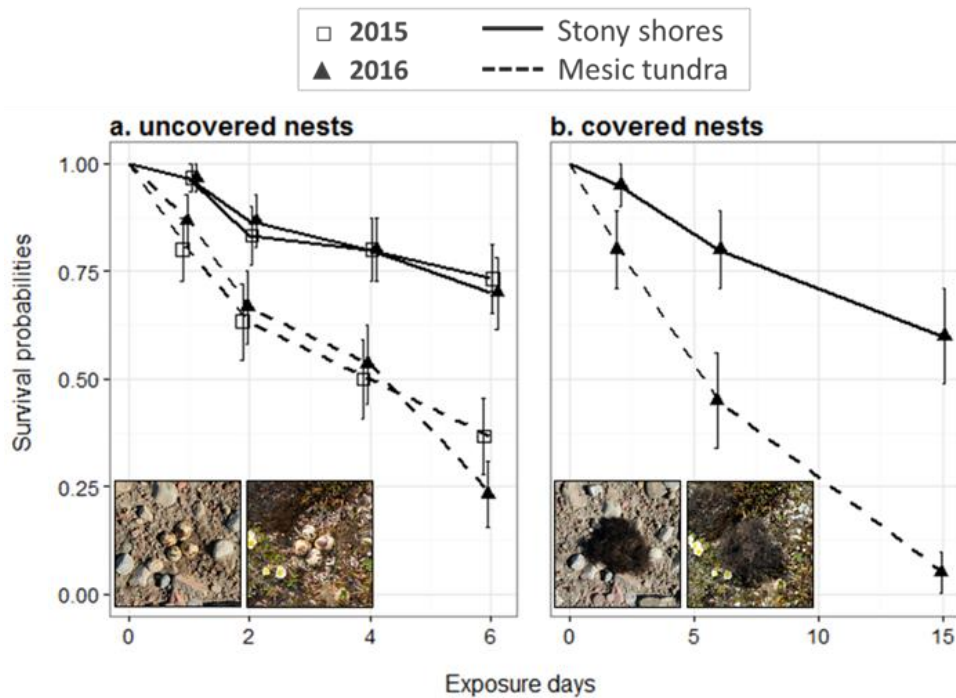 2015 Stony shores
2016 Mesic tundra
a. uncovered nests
b. covered nests
Survival probabilities
1.00
0.75
0.50
0.25
0.00
0 2 4 6
0 5 10 15
Exposure days